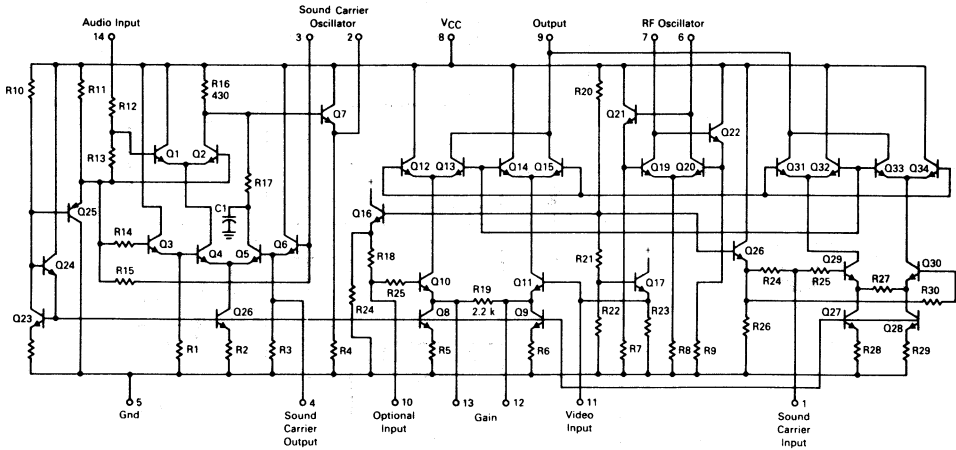 Sound Carrier
Oscillator
Audio Input
VCC
Output
RF Oscillator
14
3
2
8
9
7
6
R10
R11
R12
R16
430
Q7
R20
Q21
Q22
R13
Q1
Q2
Q12
Q13
Q14
Q15
Q19
Q20
Q31
Q32
Q33
Q34
R17
C1
Q25
Q16
R14
Q3
Q4
Q5
Q6
Q26
Q24
R15
R18
R21
Q17
R24
R25
Q29
R27
Q30
R30
R25
Q10
R19
2.2 k
Q11
R24
Q23
Q26
Q8
Q9
R22
R23
R26
Q27
Q28
R1
R2
R3
R4
R5
R6
R7
R8
R9
R28
R29
5
Gnd
4
Sound
Carrier
Output
10
Optional
Input
13
Gain
12
11
Video
Input
1
Sound
Carrier
Input